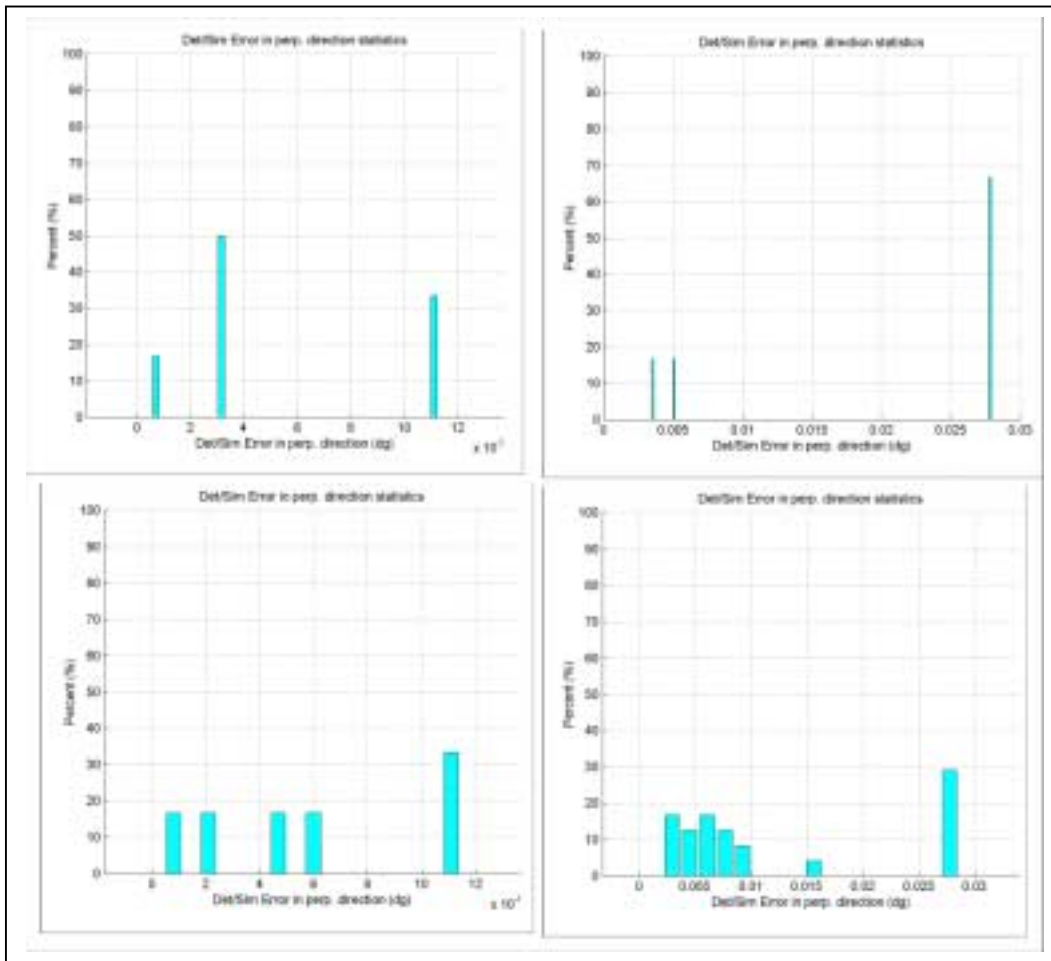 Det/Sim Error in perp. direction statistics
100
90
80
70
60
50
40
30
20
10
0
Percent (%)
0 2 4 6 8 10 12
Det/Sim Error in perp. direction (dg)
Det/Sim Error in perp. direction statistics
100
90
80
70
60
50
40
30
20
10
0
Percent (%)
0 0.005 0.01 0.015 0.02 0.025 0.03
Det/Sim Error in perp. direction (dg)
Det/Sim Error in perp. direction statistics
100
90
80
70
60
50
40
30
20
10
0
Percent (%)
0 2 4 6 8 10 12
Det/Sim Error in perp. direction (dg)
Det/Sim Error in perp. direction statistics
100
90
80
70
60
50
40
30
20
10
0
Percent (%)
0 0.005 0.01 0.015 0.02 0.025 0.03
Det/Sim Error in perp. direction (dg)